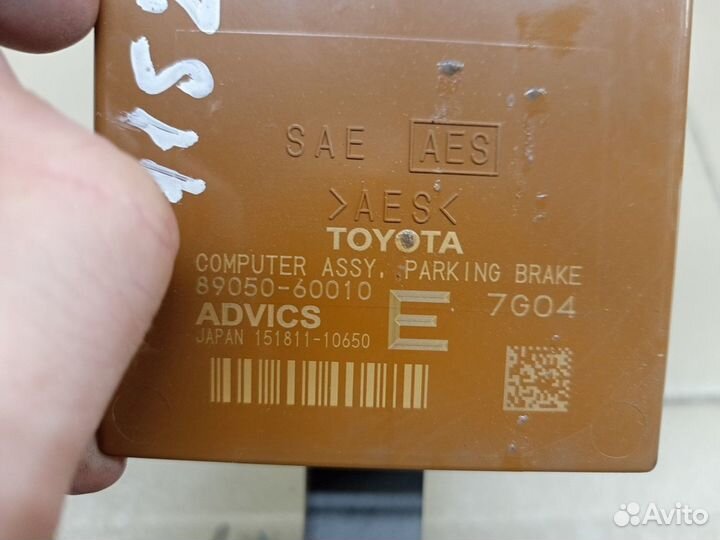 SAE AES
>AES<
TOYOTA
COMPUTER ASSY, PARKING BRAKE
89050-60010
E 7G04
ADVICS
JAPAN 151811-10650
Avito